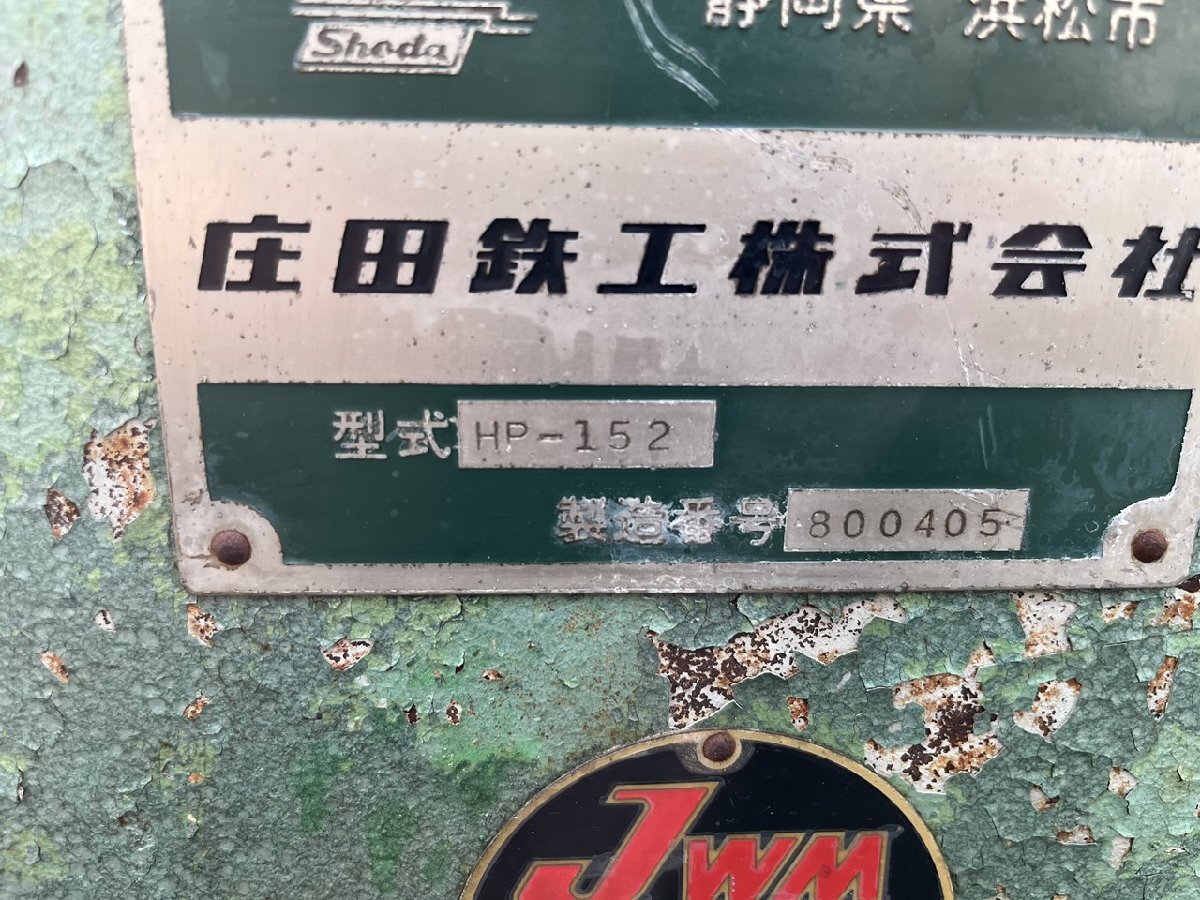 Shoda
静岡県 浜松市
庄田鉄工株式会社
型式 HP-152
製造番号 800405
JWM